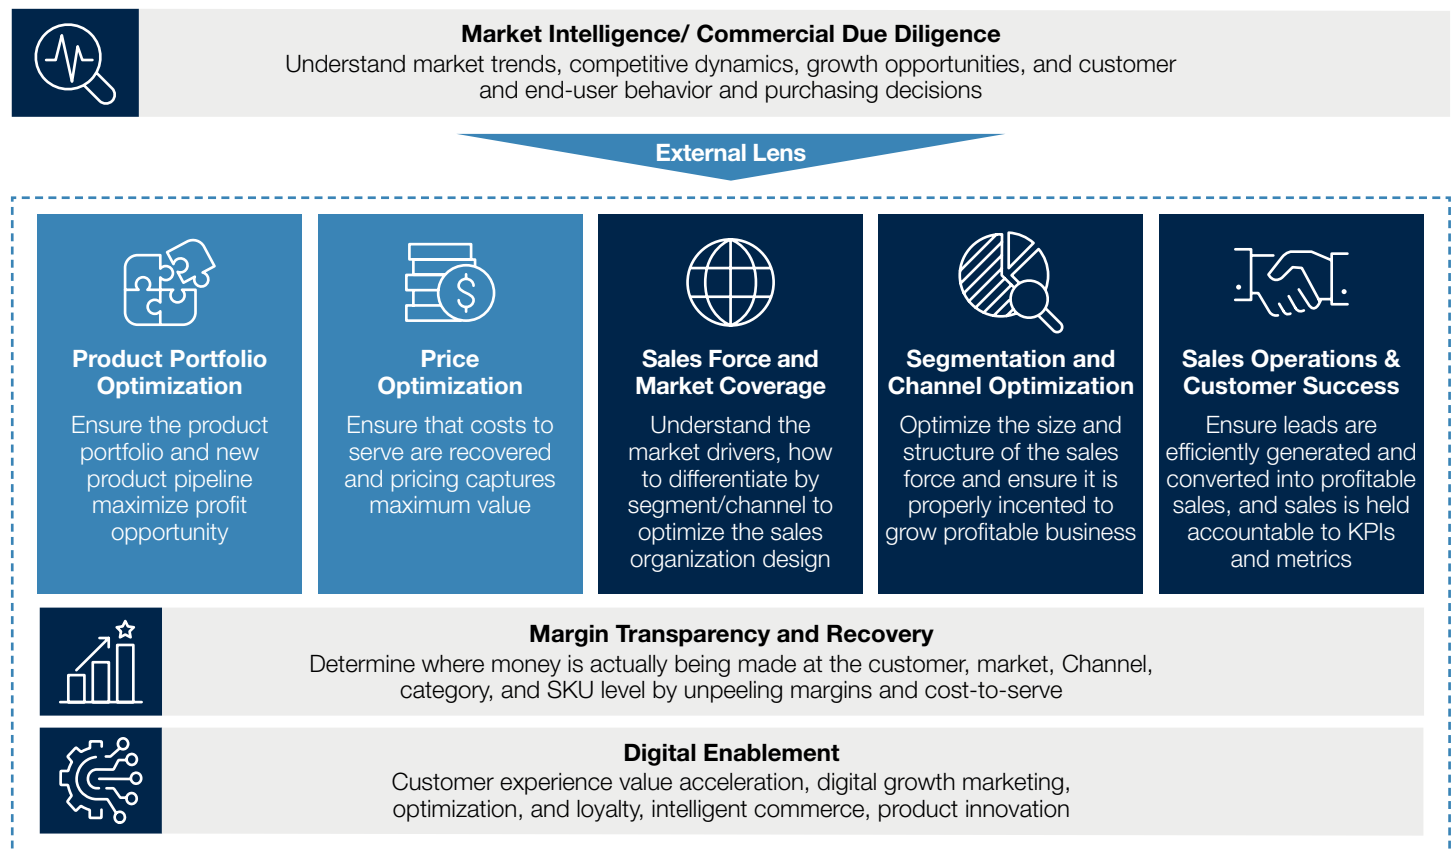 Market Intelligence/ Commercial Due Diligence
Understand market trends, competitive dynamics, growth opportunities, and customer
and end-user behavior and purchasing decisions
External Lens
Product Portfolio
Optimization
Ensure the product
portfolio and new
product pipeline
maximize profit
opportunity
Price
Optimization
Ensure that costs to
serve are recovered
and pricing captures
maximum value
$
Sales Force and
Market Coverage
Understand the
market drivers, how
to differentiate by
segment/channel to
optimize the sales
organization design
Segmentation and
Channel Optimization
Optimize the size and
structure of the sales
force and ensure it is
properly incented to
grow profitable business
Sales Operations &
Customer Success
Ensure leads are
efficiently generated and
converted into profitable
sales, and sales is held
accountable to KPIs
and metrics
Margin Transparency and Recovery
Determine where money is actually being made at the customer, market, Channel,
category, and SKU level by unpeeling margins and cost-to-serve
Digital Enablement
Customer experience value acceleration, digital growth marketing,
optimization, and loyalty, intelligent commerce, product innovation